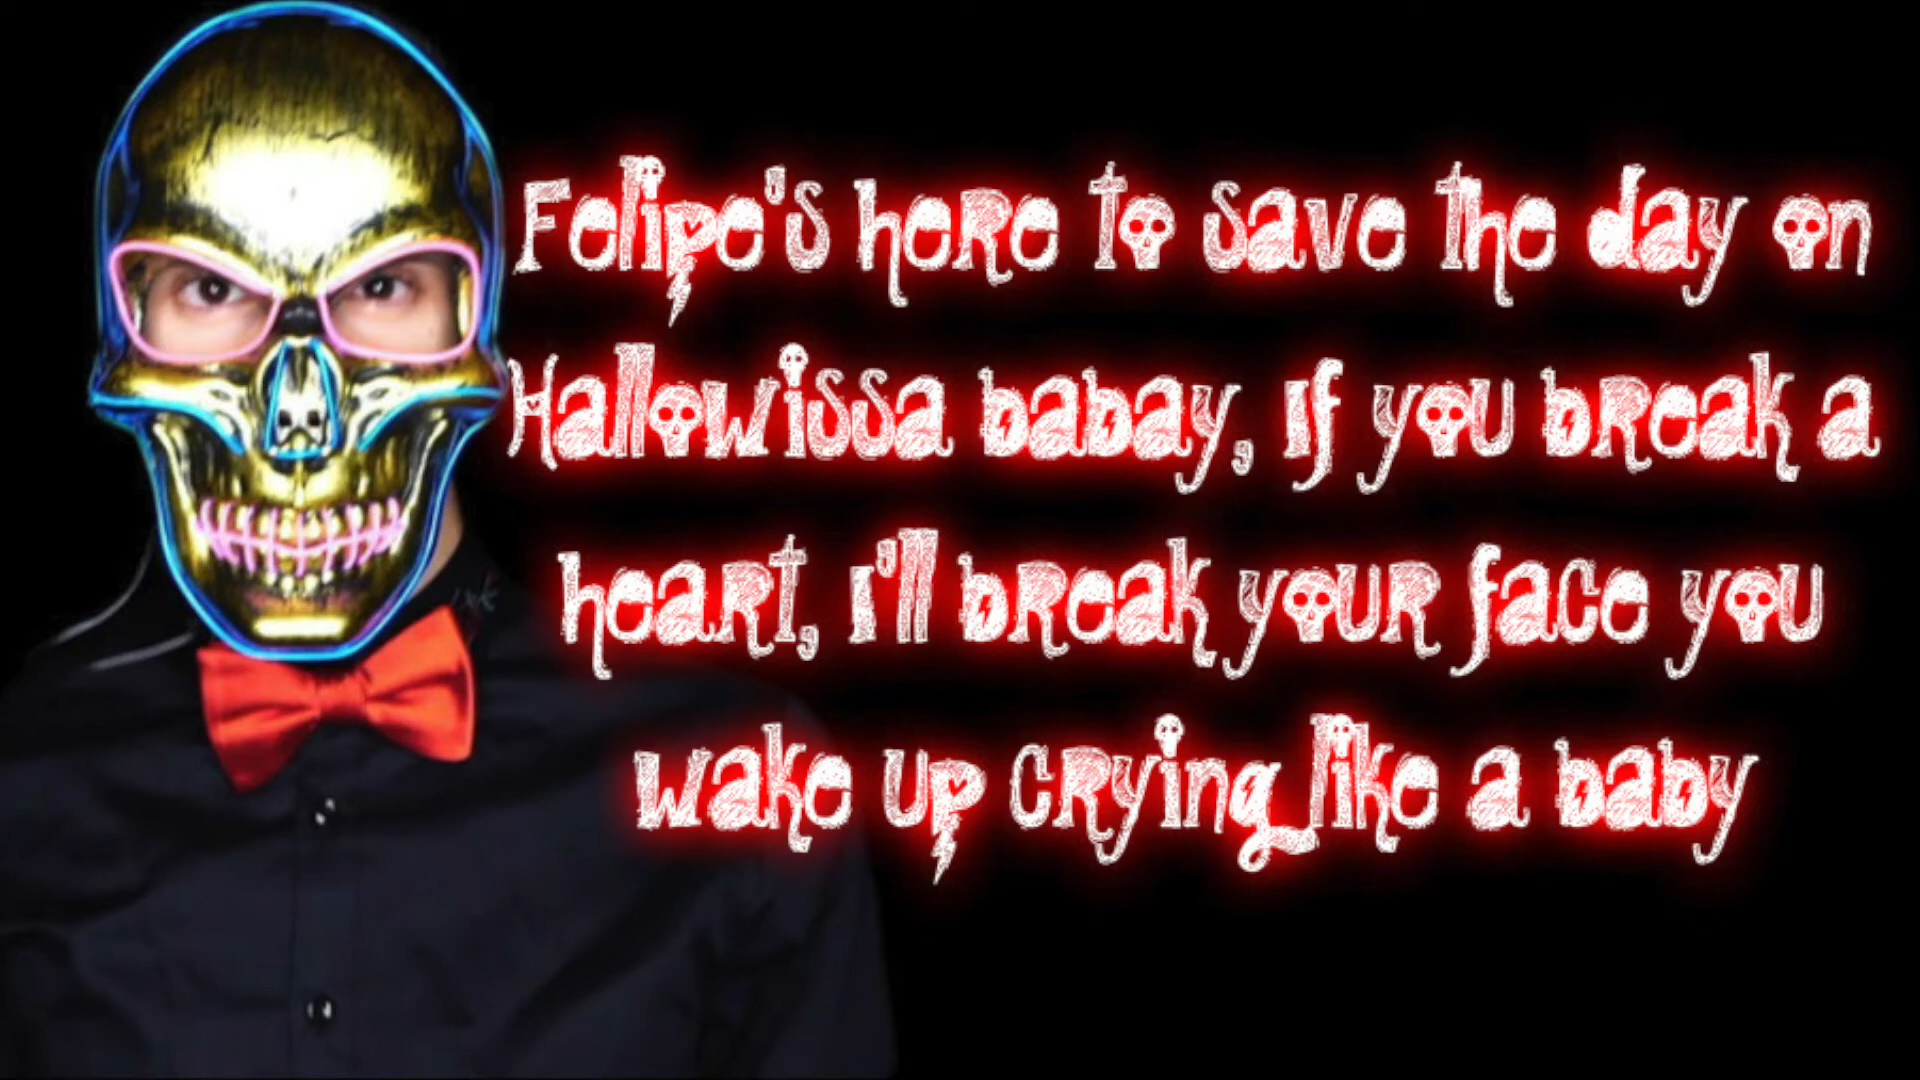 Felipe's here to save the day on
Hallowissa babay, If you break a
heart, I'll break your face you
wake up crying like a baby